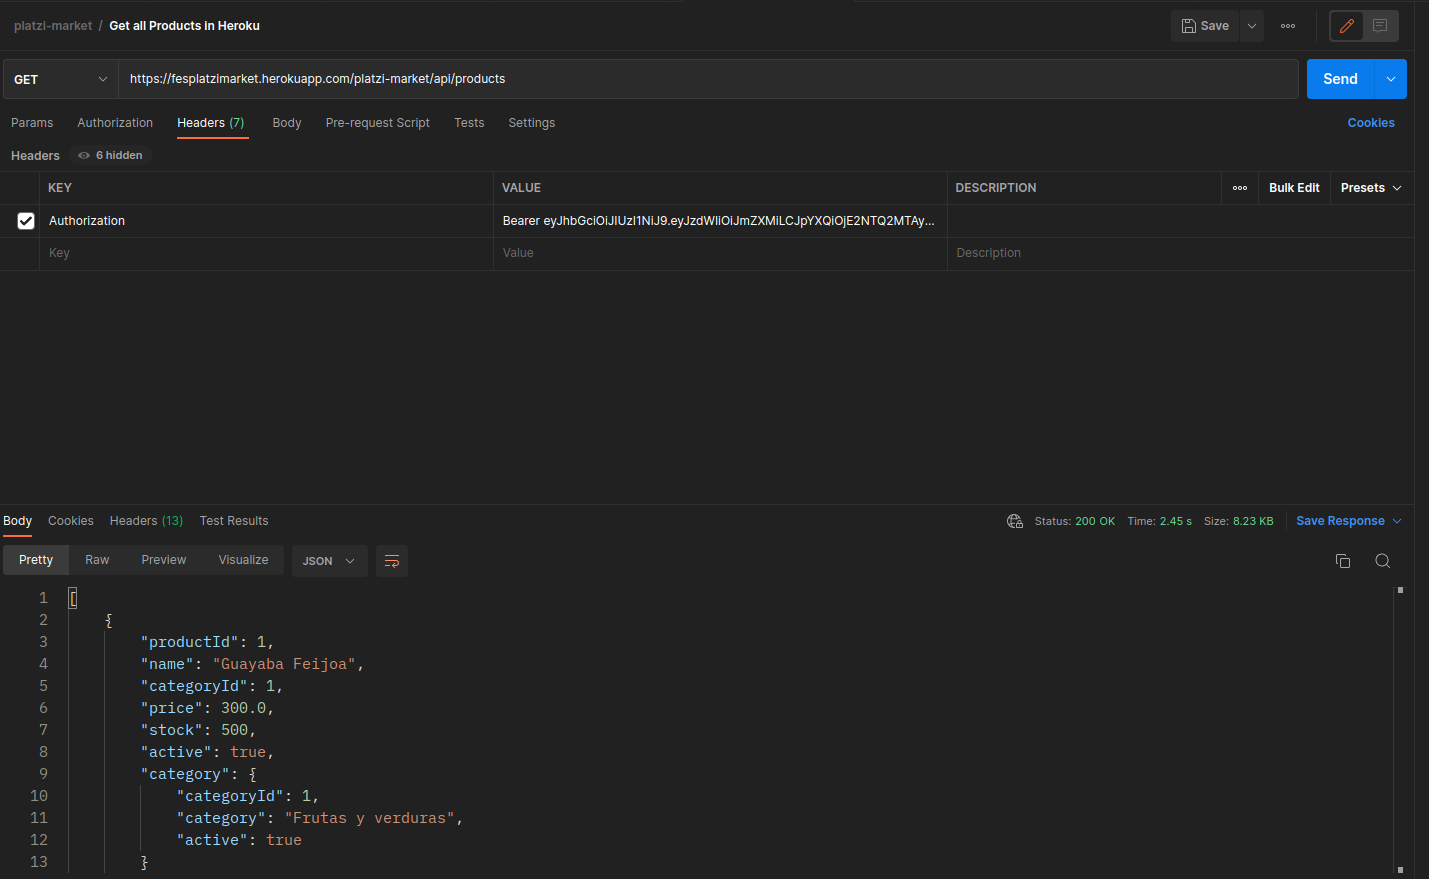 platzi-market / Get all Products in Heroku
Save
GET https://fesplatzimarket.herokuapp.com/platzi-market/api/products Send
Params Authorization Headers (7) Body Pre-request Script Tests Settings Cookies
Headers 6 hidden
KEY VALUE DESCRIPTION Bulk Edit Presets
Authorization Bearer eyJhbGciOiJIUzI1NiJ9.eyJzdWIiOiJmZXMiLCJpYXQiOjE2NTQ2MTAy...
Key Value Description
Body Cookies Headers (13) Test Results Status: 200 OK Time: 2.45 s Size: 8.23 KB Save Response
Pretty Raw Preview Visualize JSON
1 [
2 {
3 "productId": 1,
4 "name": "Guayaba Feijoa",
5 "categoryId": 1,
6 "price": 300.0,
7 "stock": 500,
8 "active": true,
9 "category": {
10 "categoryId": 1,
11 "category": "Frutas y verduras",
12 "active": true
13 }